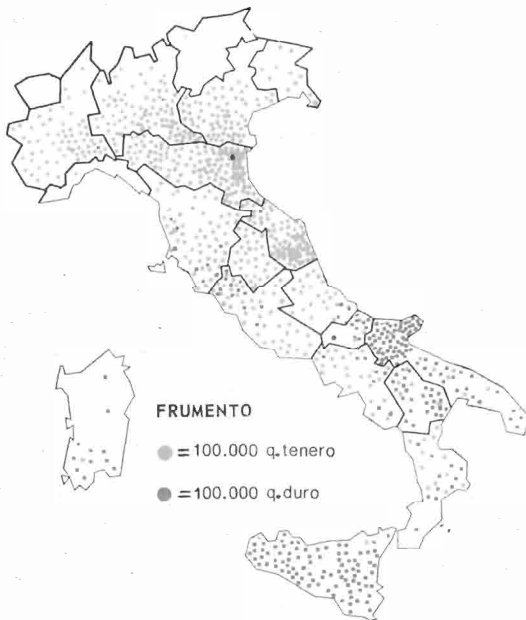 FRUMENTO
= 100.000 q.tenero
= 100.000 q.duro